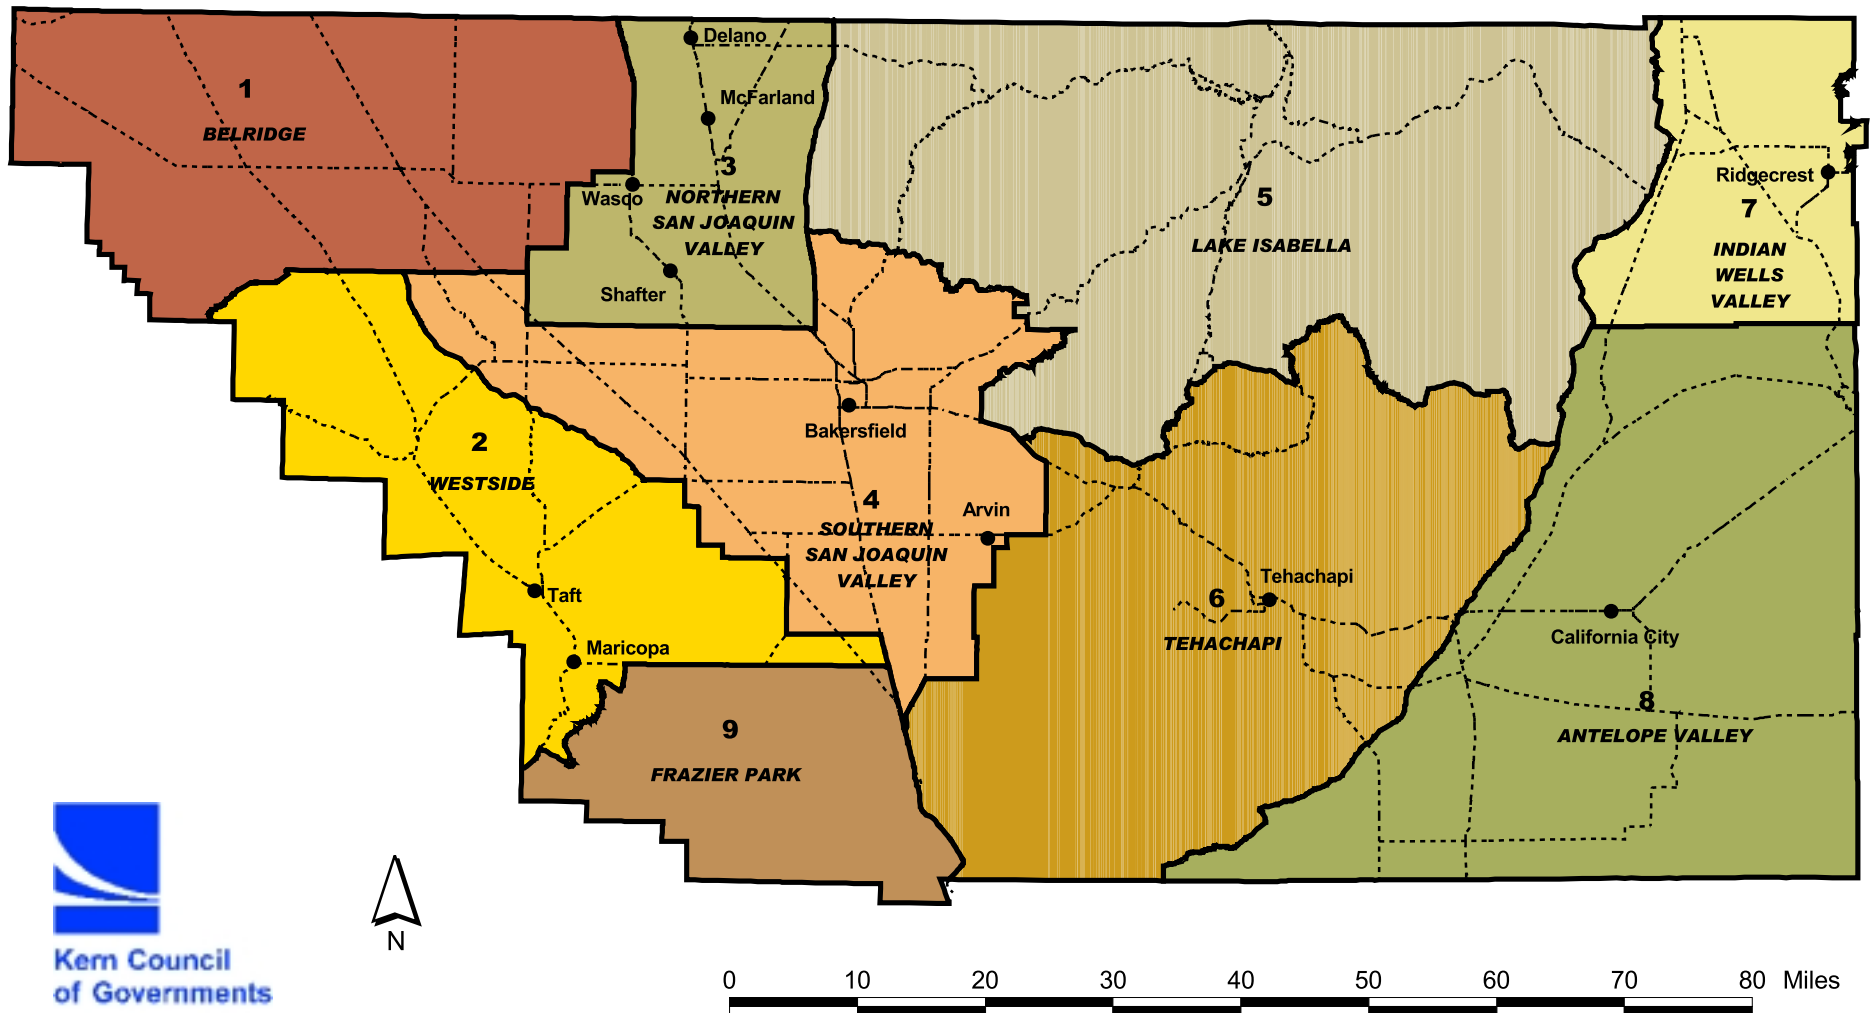 Delano
McFarland
1
BELRIDGE
3
NORTHERN
SAN JOAQUIN
VALLEY
Wasco
Shafter
5
LAKE ISABELLA
Ridgecrest
7
INDIAN
WELLS
VALLEY
2
WESTSIDE
Bakersfield
4
SOUTHERN
SAN JOAQUIN
VALLEY
Arvin
Taft
Maricopa
6
TEHACHAPI
Tehachapi
California City
8
ANTELOPE VALLEY
9
FRAZIER PARK
Kern Council
of Governments
N
0 10 20 30 40 50 60 70 80 Miles